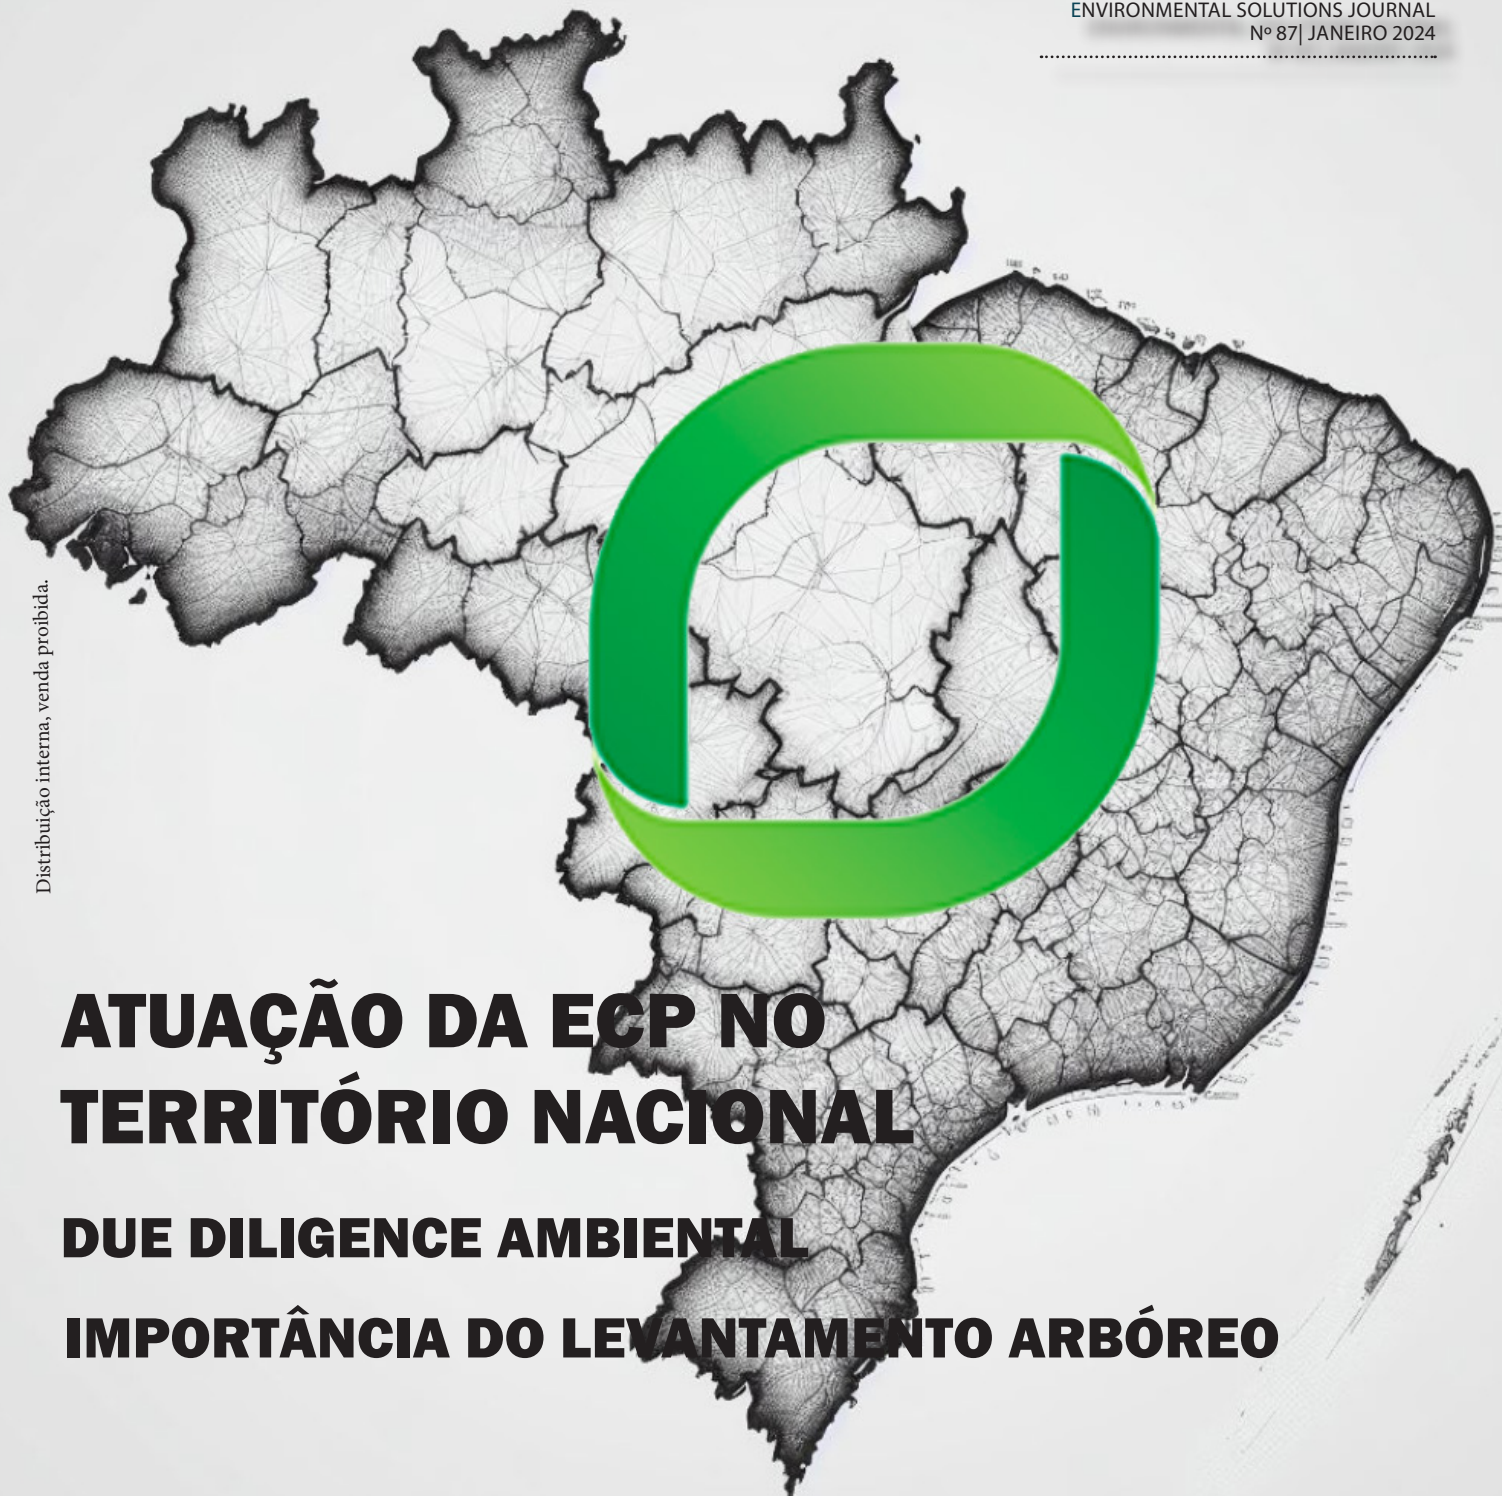 ENVIRONMENTAL SOLUTIONS JOURNAL
Nº 87| JANEIRO 2024
Distribuição interna, venda proibida.
ATUAÇÃO DA ECP NO
TERRITÓRIO NACIONAL
DUE DILIGENCE AMBIENTAL
IMPORTÂNCIA DO LEVANTAMENTO ARBÓREO